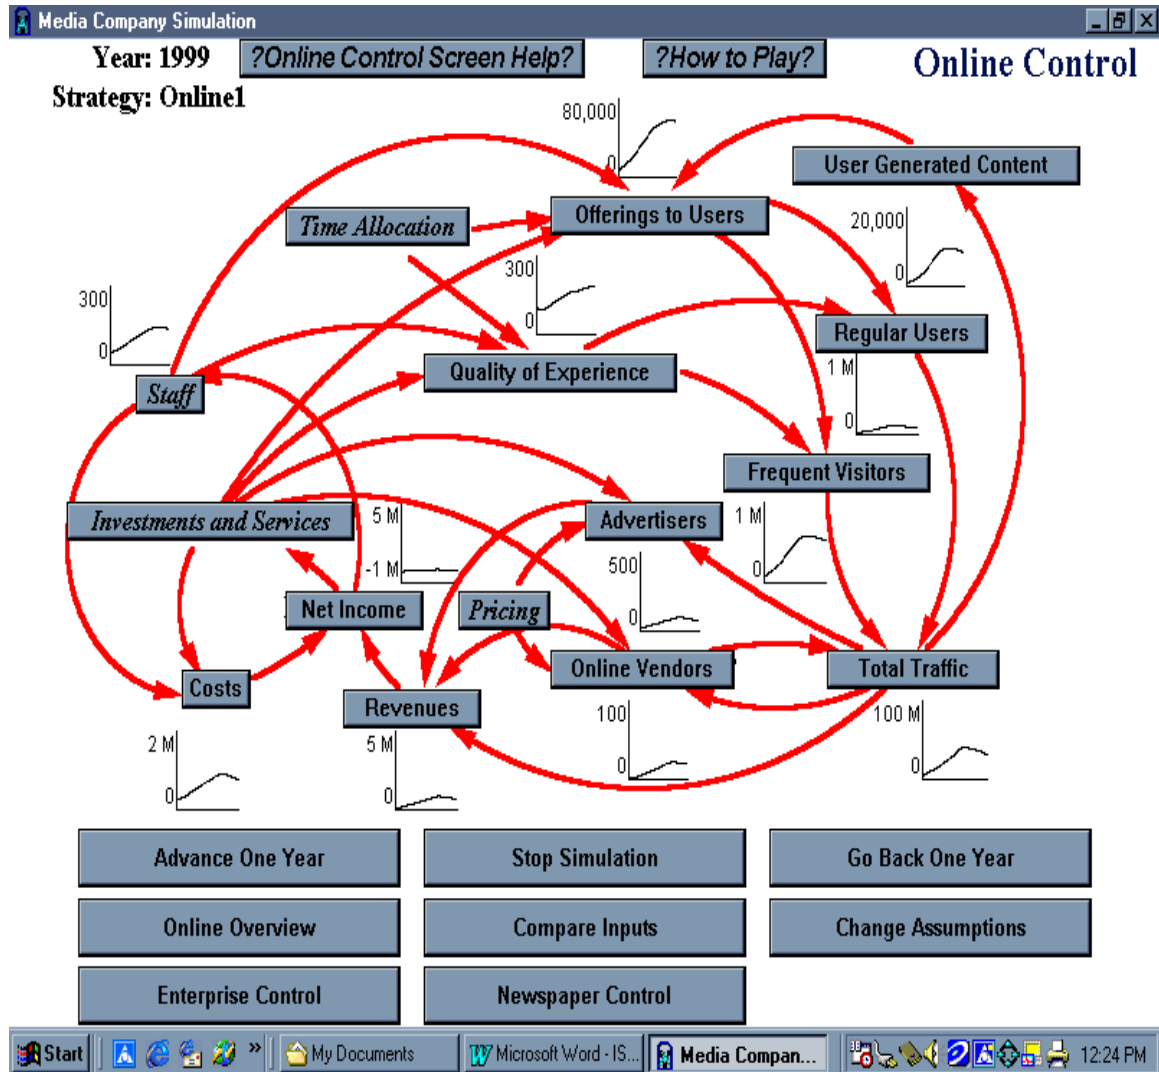 Media Company Simulation
Year: 1999
?Online Control Screen Help?
?How to Play?
Online Control
Strategy: Online1
80,000
0
User Generated Content
Offerings to Users
Time Allocation
20,000
0
300
0
300
0
Regular Users
Quality of Experience
1 M
0
Staff
Frequent Visitors
Investments and Services
5 M
-1 M
Advertisers
1 M
0
500
0
Net Income
Pricing
Online Vendors
Total Traffic
Costs
Revenues
2 M
0
5 M
0
100
0
100 M
0
Advance One Year
Stop Simulation
Go Back One Year
Online Overview
Compare Inputs
Change Assumptions
Enterprise Control
Newspaper Control
Start
»
My Documents
Microsoft Word - IS...
Media Compan...
12:24 PM